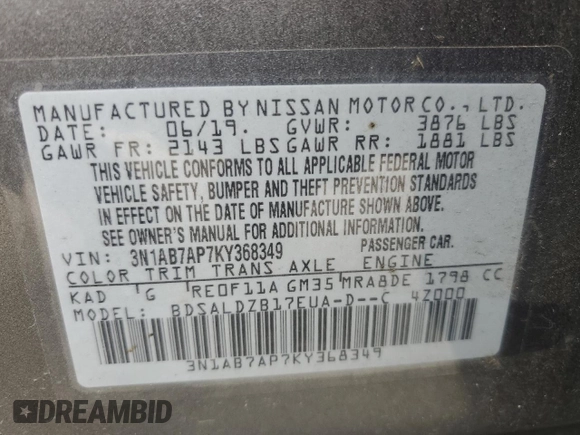 MANUFACTURED BY NISSAN MOTOR CO., LTD.
DATE: 06/19. GVWR: 3876 LBS
GAWR FR: 2143 LBS GAWR RR: 1881 LBS
THIS VEHICLE CONFORMS TO ALL APPLICABLE FEDERAL MOTOR
VEHICLE SAFETY, BUMPER AND THEFT PREVENTION STANDARDS
IN EFFECT ON THE DATE OF MANUFACTURE SHOWN ABOVE.
SEE OWNER'S MANUAL FOR ADDITIONAL INFORMATION.
VIN: 3N1AB7AP7KY368349 PASSENGER CAR.
COLOR TRIM TRANS AXLE ENGINE
KAD G RE0F11A GM35 MRA8DE 1798 CC
MODEL: BDSALDZB17EUA-D--C 4Z000
3N1AB7AP7KY368349
DREAMBID